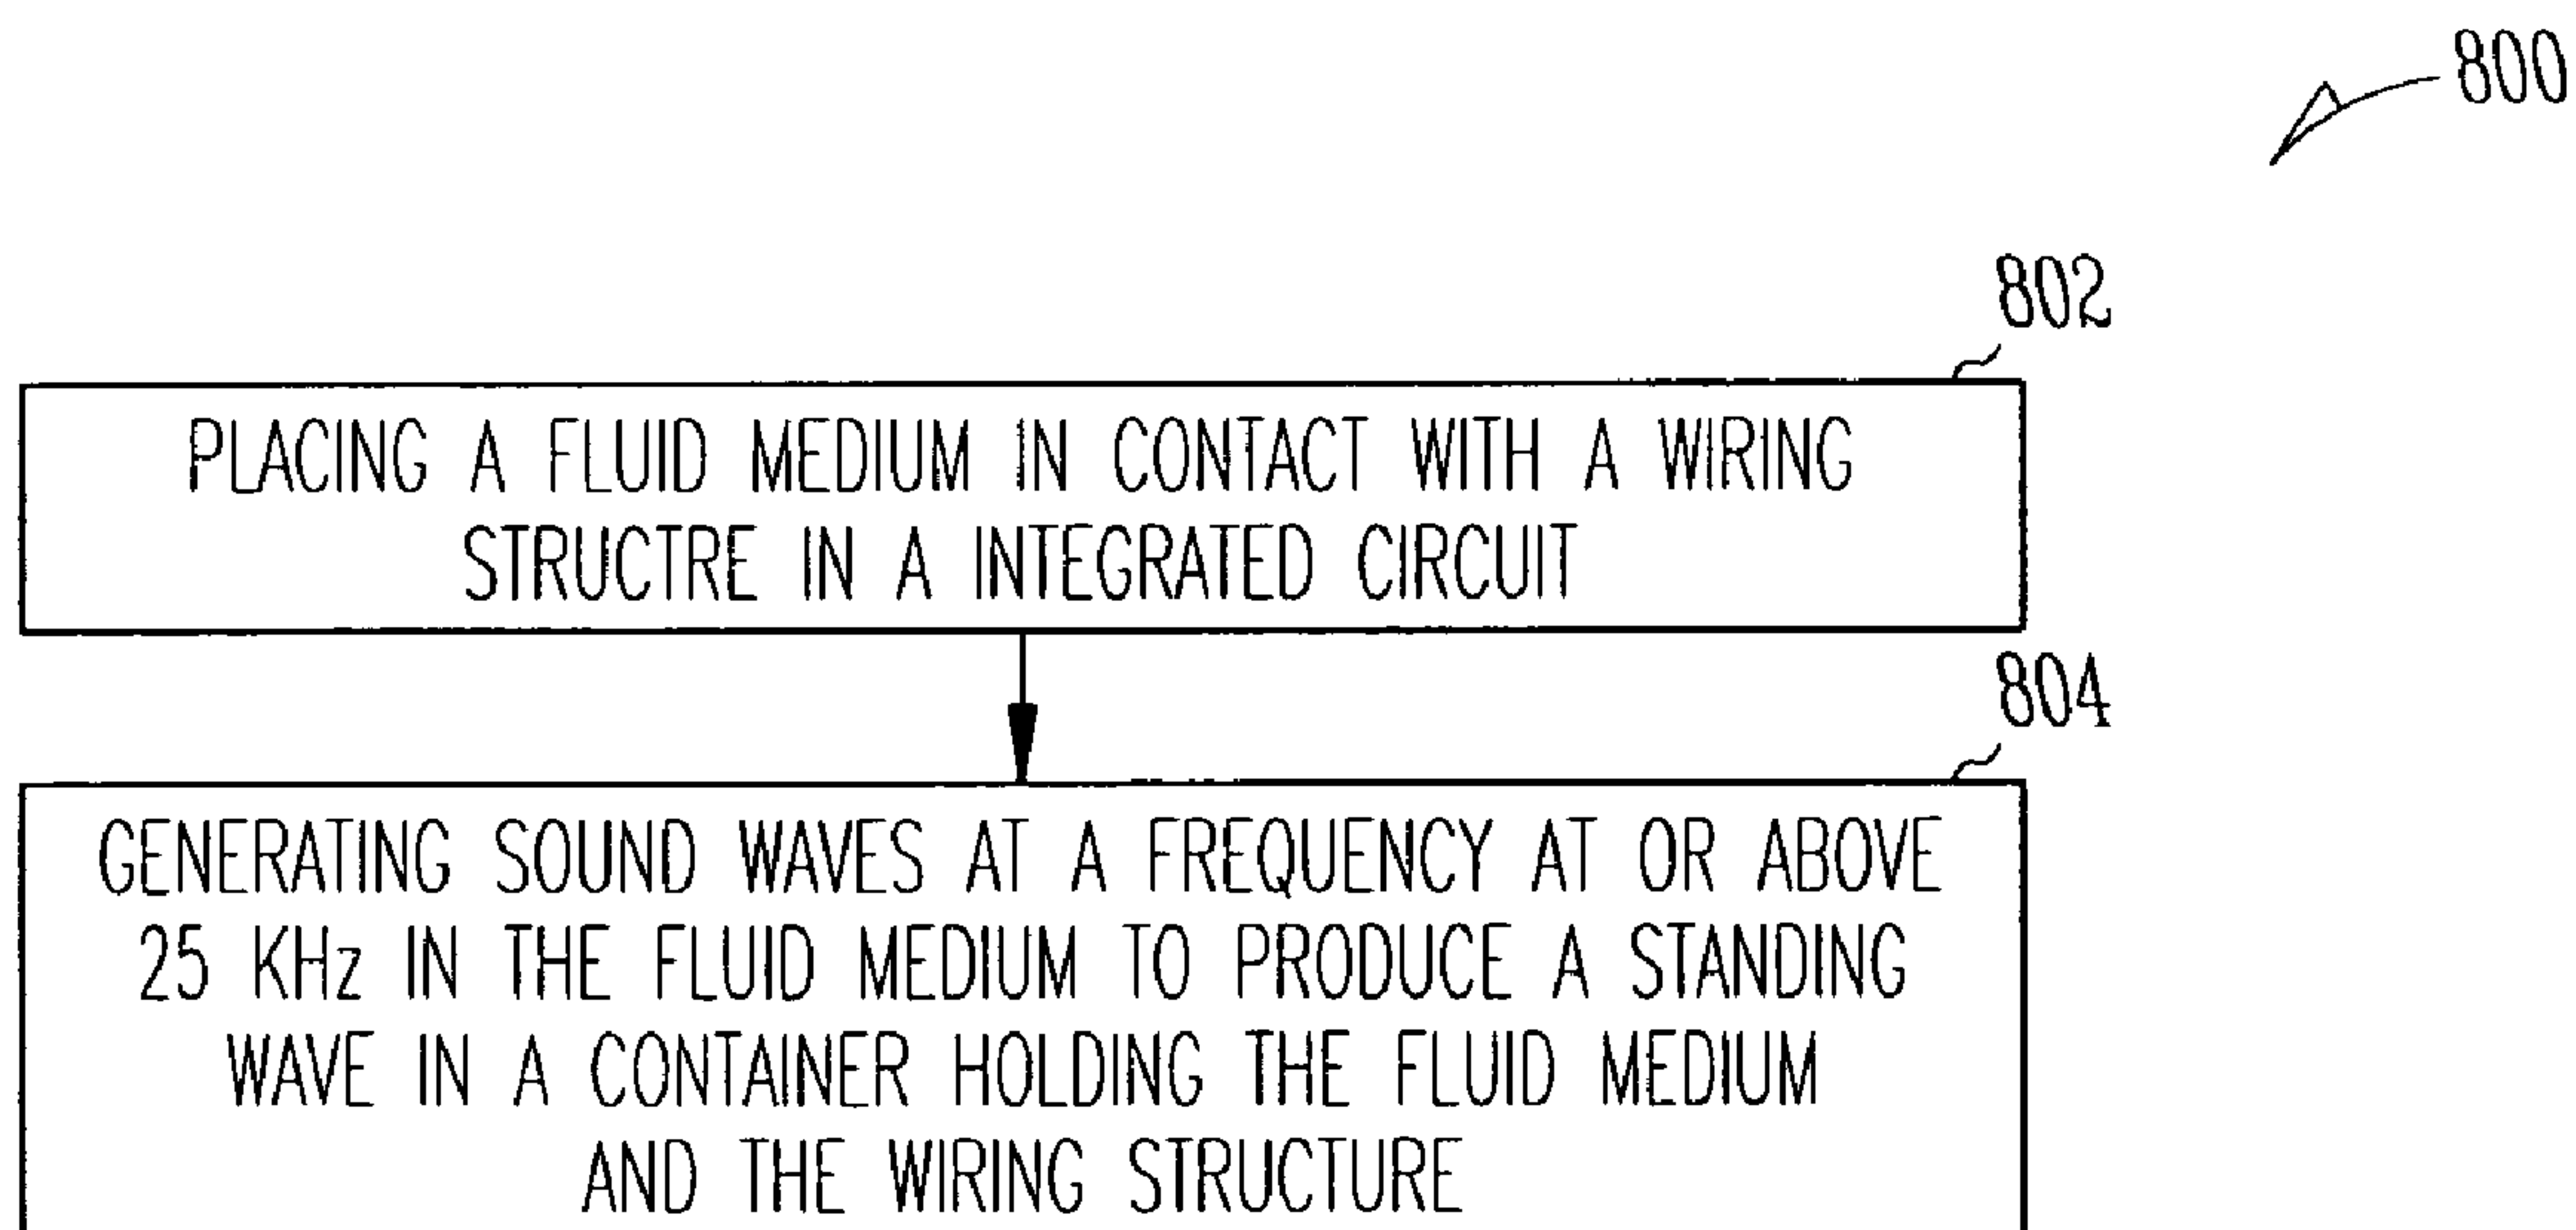 800
802
PLACING A FLUID MEDIUM IN CONTACT WITH A WIRING
STRUCTRE IN A INTEGRATED CIRCUIT
804
GENERATING SOUND WAVES AT A FREQUENCY AT OR ABOVE
25 KHz IN THE FLUID MEDIUM TO PRODUCE A STANDING
WAVE IN A CONTAINER HOLDING THE FLUID MEDIUM
AND THE WIRING STRUCTURE